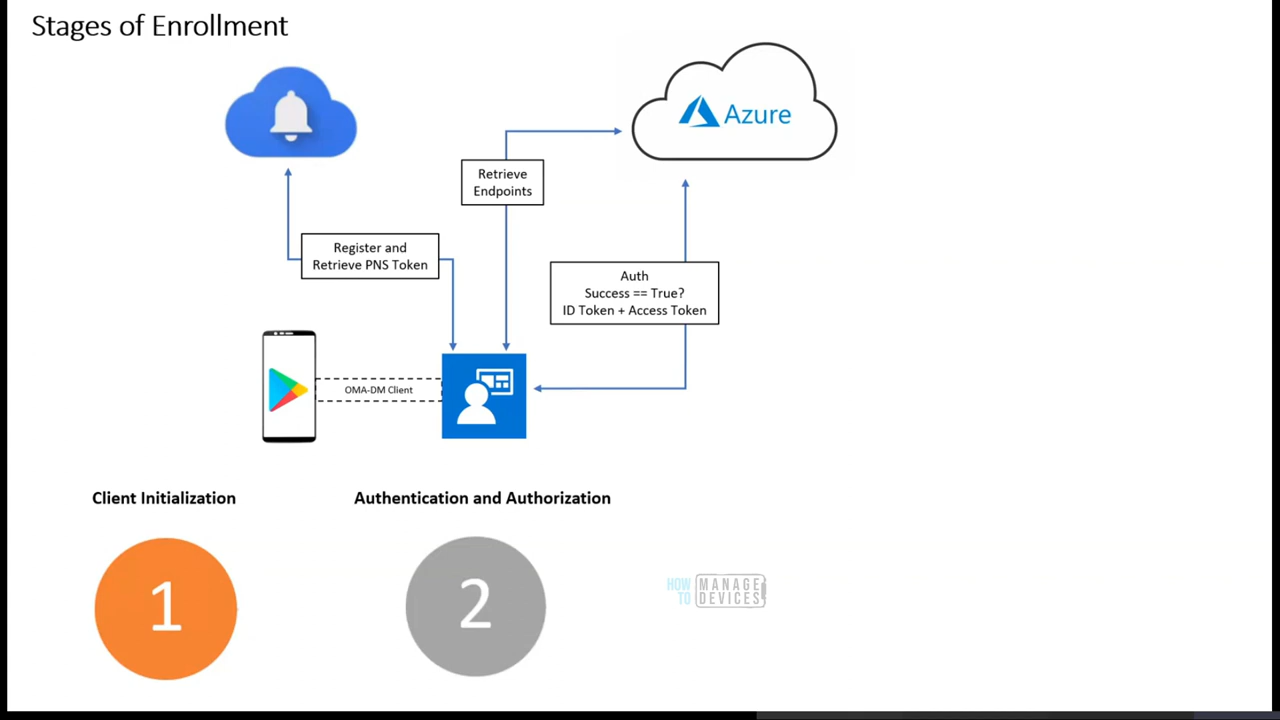 Stages of Enrollment
Azure
Retrieve
Endpoints
Register and
Retrieve PNS Token
Auth
Success == True?
ID Token + Access Token
OMA-DM Client
Client Initialization
Authentication and Authorization
1
2
HOW
TO
MANAGE
DEVICES